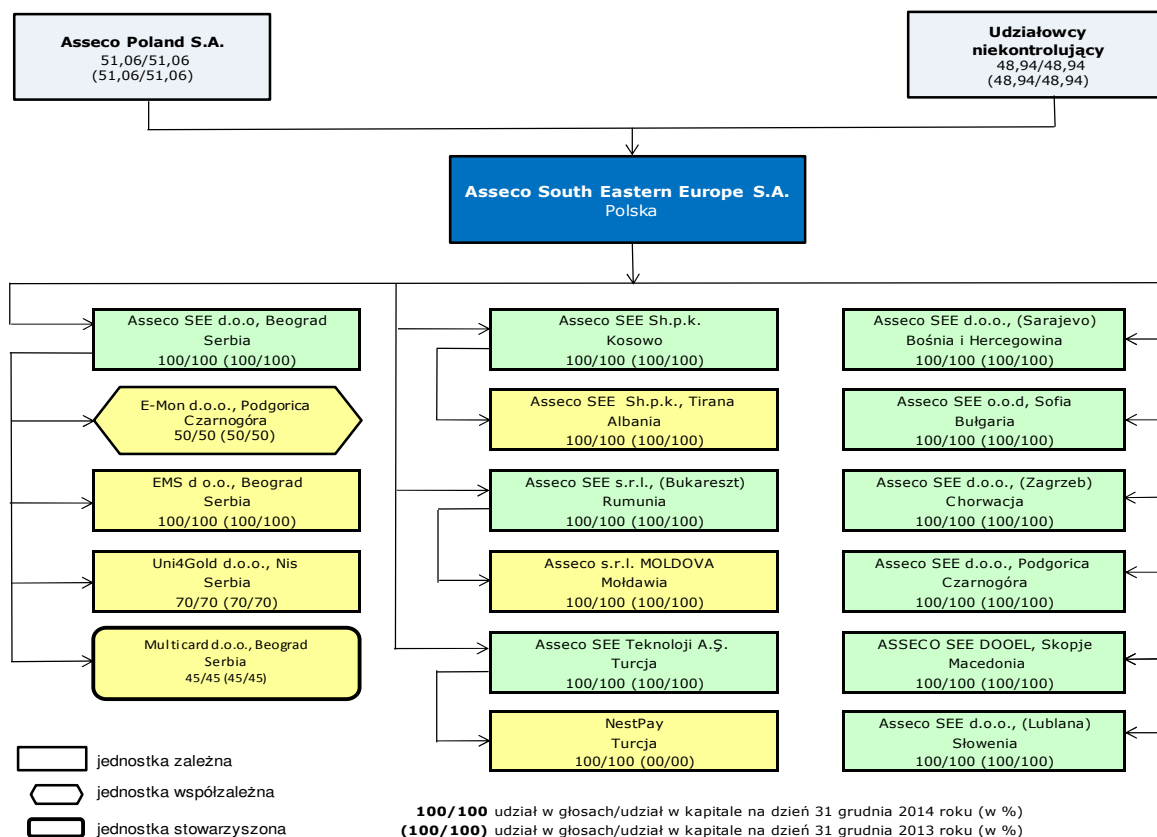 Asseco Poland S.A.
51,06/51,06
(51,06/51,06)
Udziałowcy
niekontrolujący
48,94/48,94
(48,94/48,94)
Asseco South Eastern Europe S.A.
Polska
Asseco SEE d.o.o, Beograd
Serbia
100/100 (100/100)
E-Mon d.o.o., Podgorica
Czarnogóra
50/50 (50/50)
EMS d o.o., Beograd
Serbia
100/100 (100/100)
Uni4Gold d.o.o., Nis
Serbia
70/70 (70/70)
Multicard d.o.o., Beograd
Serbia
45/45 (45/45)
Asseco SEE Sh.p.k.
Kosowo
100/100 (100/100)
Asseco SEE Sh.p.k., Tirana
Albania
100/100 (100/100)
Asseco SEE s.r.l., (Bukareszt)
Rumunia
100/100 (100/100)
Asseco s.r.l. MOLDOVA
Mołdawia
100/100 (100/100)
Asseco SEE Teknoloji A.Ş.
Turcja
100/100 (100/100)
NestPay
Turcja
100/100 (00/00)
Asseco SEE d.o.o., (Sarajevo)
Bośnia i Hercegowina
100/100 (100/100)
Asseco SEE o.o.d, Sofia
Bułgaria
100/100 (100/100)
Asseco SEE d.o.o., (Zagrzeb)
Chorwacja
100/100 (100/100)
Asseco SEE d.o.o., Podgorica
Czarnogóra
100/100 (100/100)
ASSECO SEE DOOEL, Skopje
Macedonia
100/100 (100/100)
Asseco SEE d.o.o., (Lublana)
Słowenia
100/100 (100/100)
jednostka zależna
jednostka współzależna
jednostka stowarzyszona
100/100 udział w głosach/udział w kapitale na dzień 31 grudnia 2014 roku (w %)
(100/100) udział w głosach/udział w kapitale na dzień 31 grudnia 2013 roku (w %)